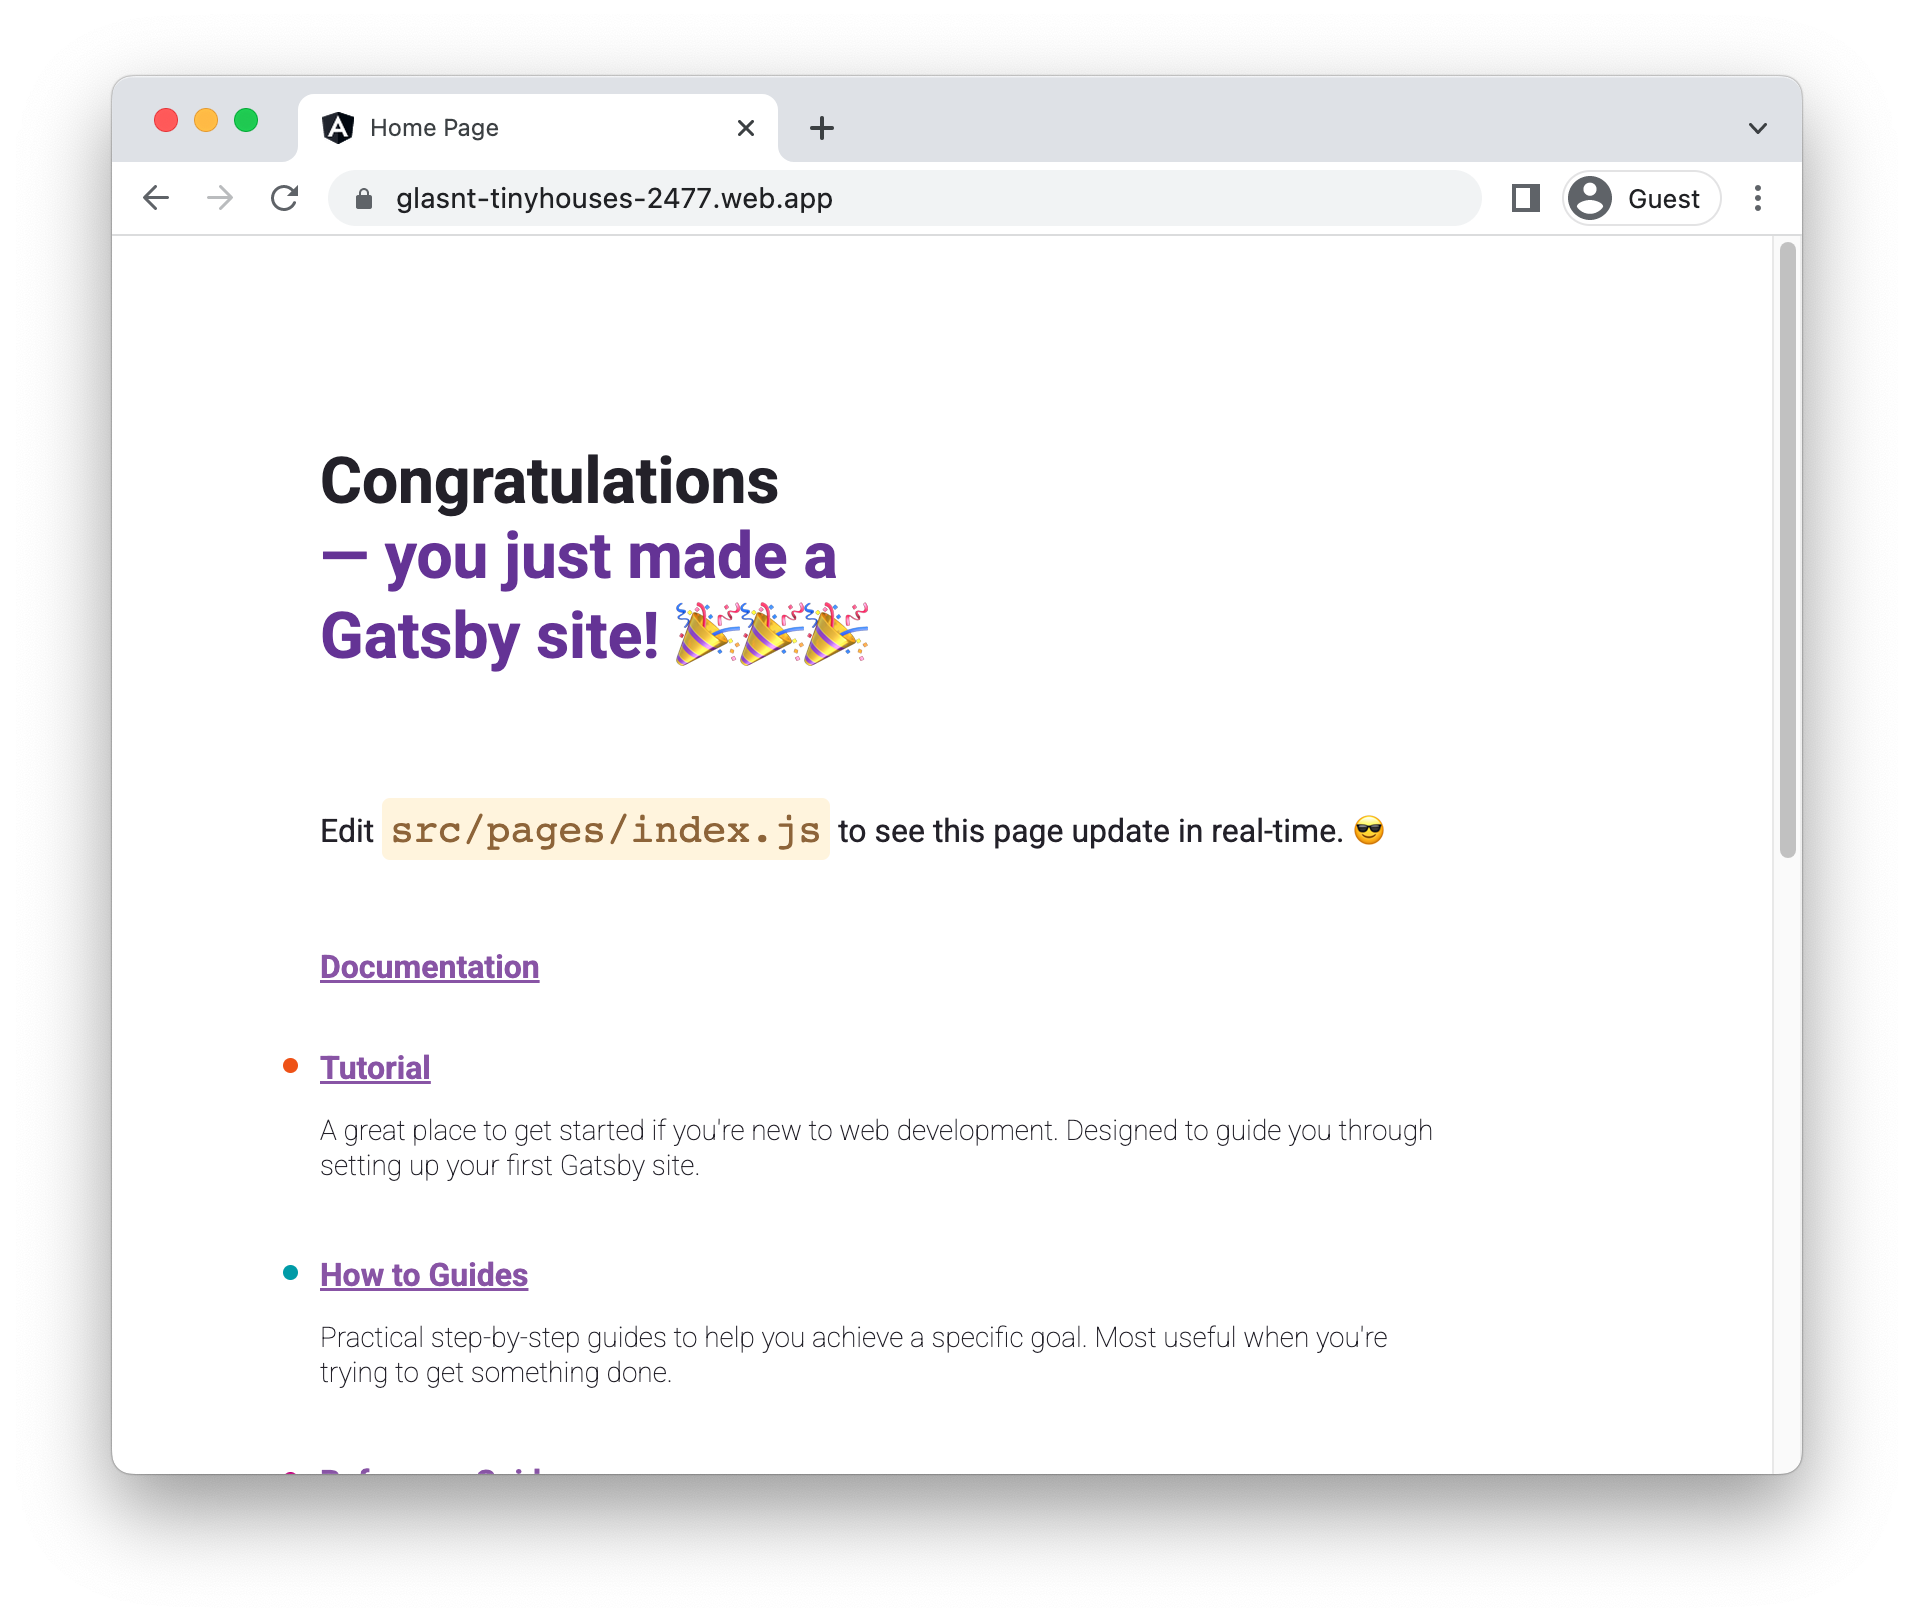 Home Page
glasnt-tinyhouses-2477.web.app
Guest
Congratulations
— you just made a
Gatsby site! 🎉🎉🎉
Edit src/pages/index.js to see this page update in real-time. 😎
Documentation
Tutorial
A great place to get started if you're new to web development. Designed to guide you through
setting up your first Gatsby site.
How to Guides
Practical step-by-step guides to help you achieve a specific goal. Most useful when you're
trying to get something done.